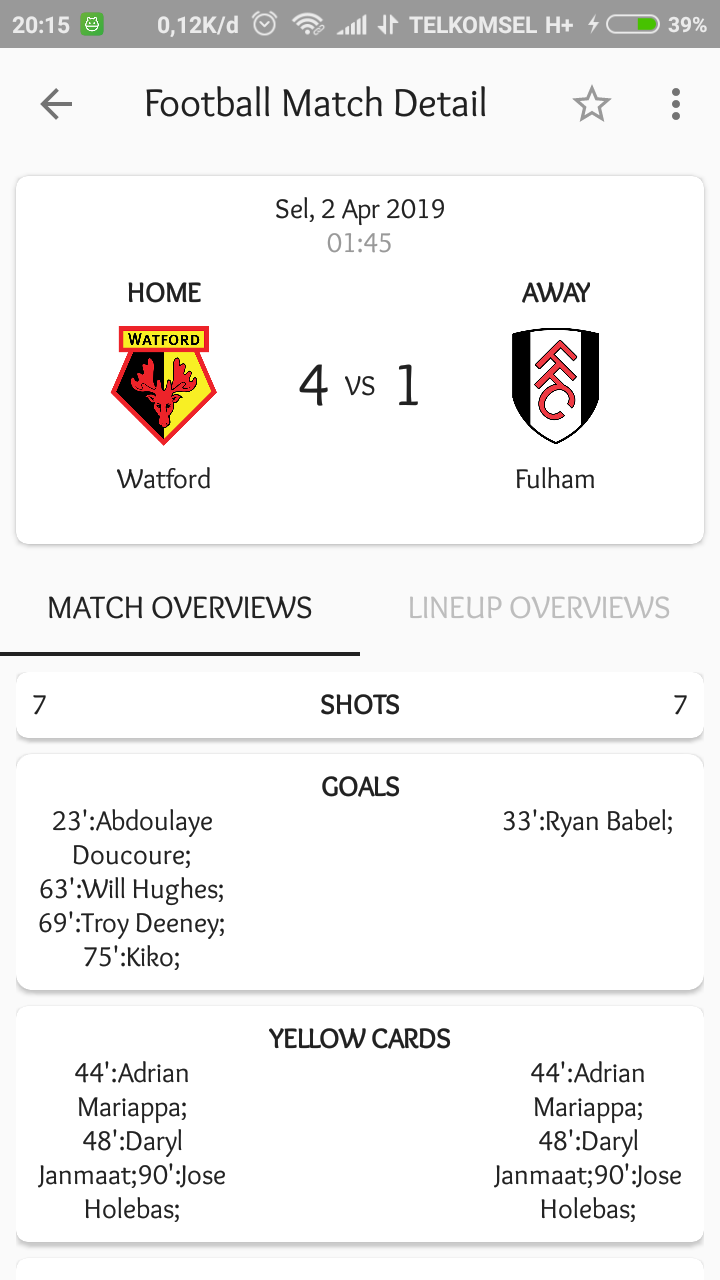 20:15 0,12K/d TELKOMSEL H+ 39%
Football Match Detail
Sel, 2 Apr 2019
01:45
HOME AWAY
WATFORD
FFC
4 vs 1
Watford Fulham
MATCH OVERVIEWS LINEUP OVERVIEWS
7 SHOTS 7
GOALS
23':Abdoulaye
Doucoure;
63':Will Hughes;
69':Troy Deeney;
75':Kiko;
33':Ryan Babel;
YELLOW CARDS
44':Adrian
Mariappa;
48':Daryl
Janmaat;90':Jose
Holebas;
44':Adrian
Mariappa;
48':Daryl
Janmaat;90':Jose
Holebas;